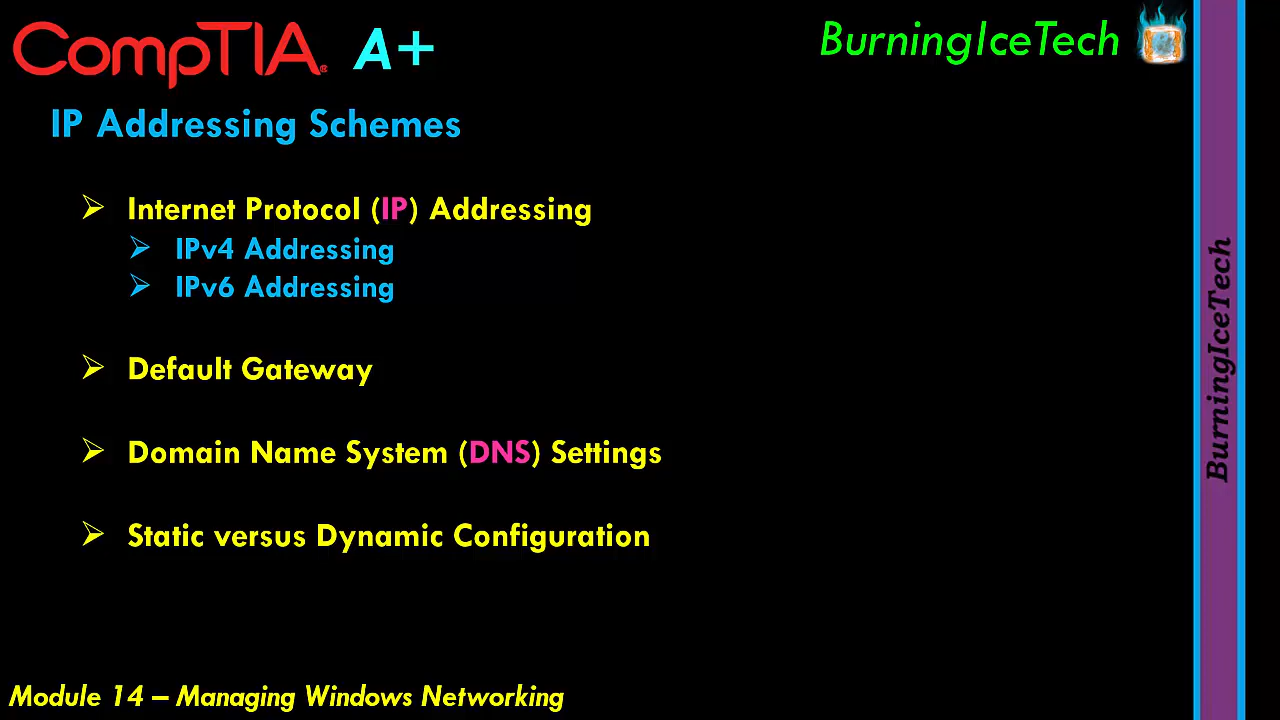 CompTIA. A+
BurningIceTech
IP Addressing Schemes
Internet Protocol (IP) Addressing
IPv4 Addressing
IPv6 Addressing
Default Gateway
Domain Name System (DNS) Settings
Static versus Dynamic Configuration
Module 14 – Managing Windows Networking
BurningIceTech